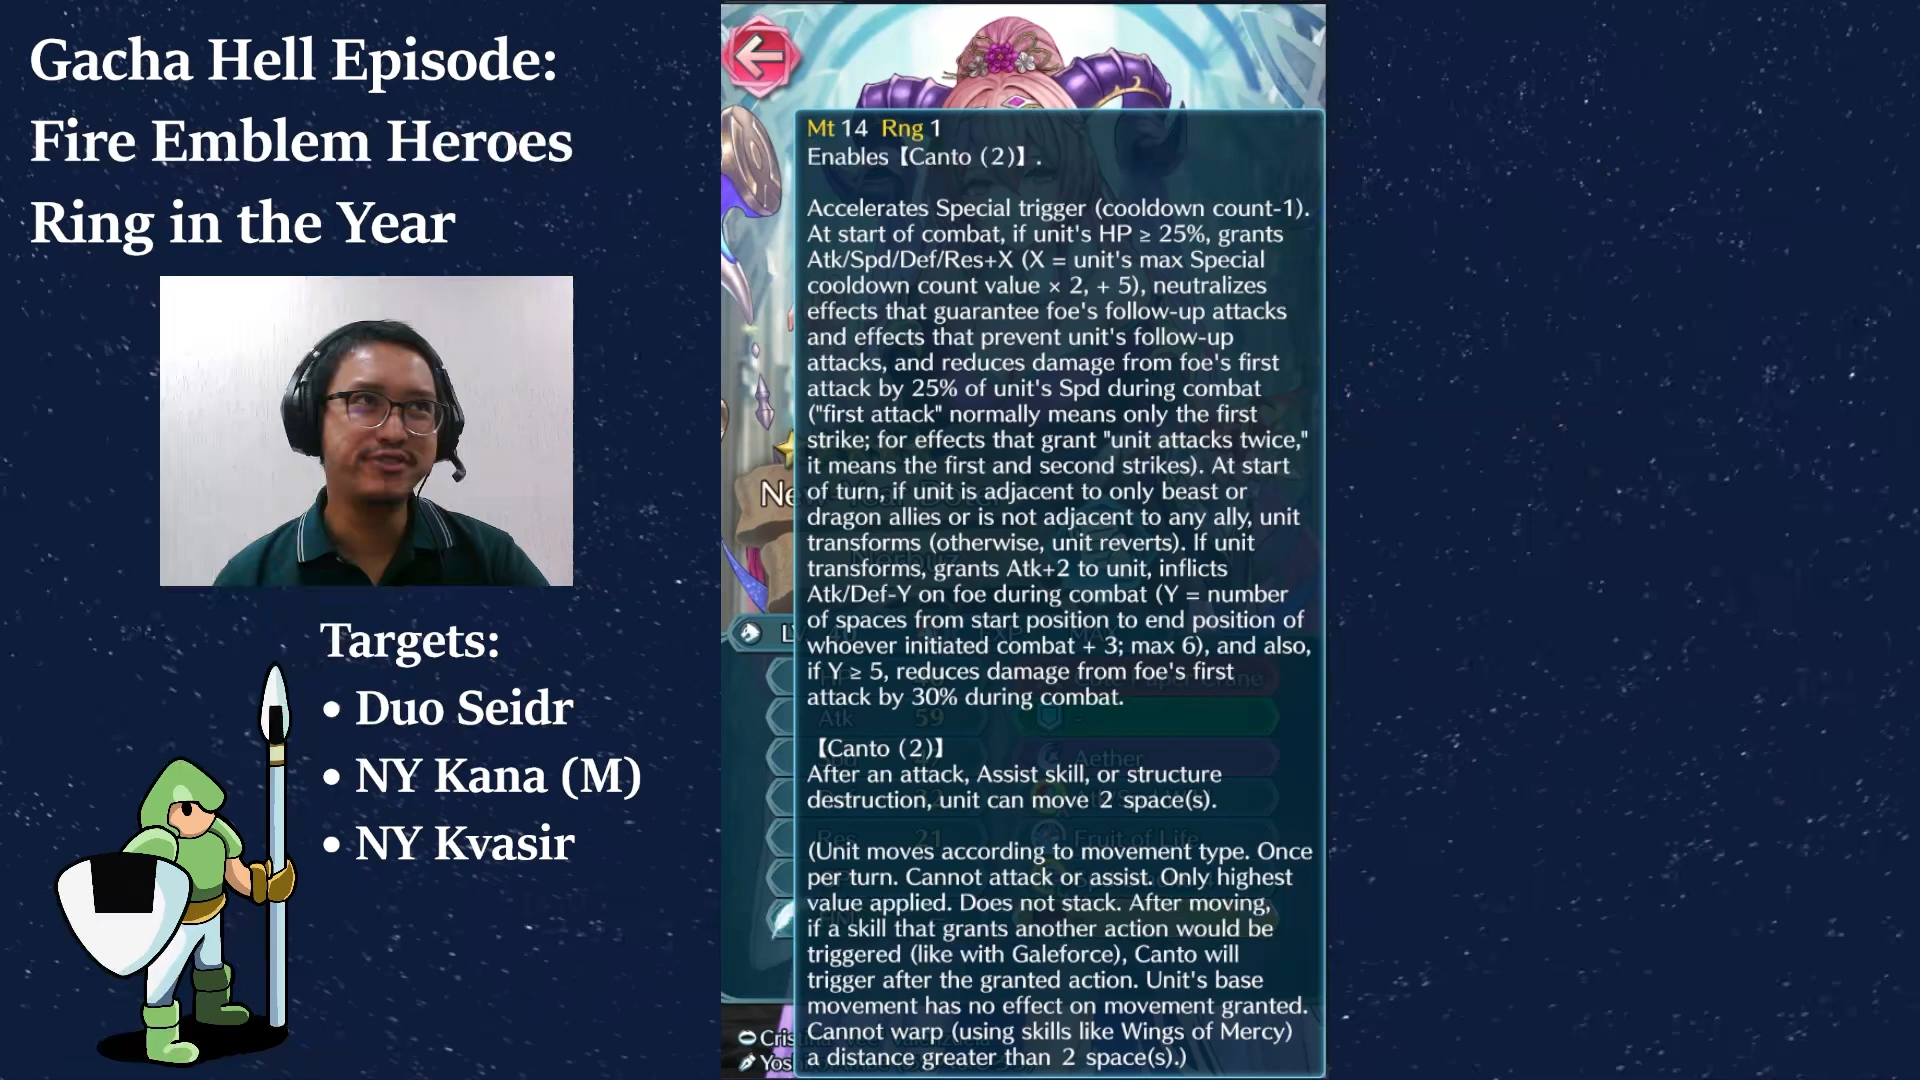 Gacha Hell Episode:
Fire Emblem Heroes
Ring in the Year
Targets:
• Duo Seidr
• NY Kana (M)
• NY Kvasir
Mt 14 Rng 1
Enables【Canto (2)】.
Accelerates Special trigger (cooldown count-1).
At start of combat, if unit's HP ≥ 25%, grants
Atk/Spd/Def/Res+X (X = unit's max Special
cooldown count value × 2, + 5), neutralizes
effects that guarantee foe's follow-up attacks
and effects that prevent unit's follow-up
attacks, and reduces damage from foe's first
attack by 25% of unit's Spd during combat
("first attack" normally means only the first
strike; for effects that grant "unit attacks twice,"
it means the first and second strikes). At start
of turn, if unit is adjacent to only beast or
dragon allies or is not adjacent to any ally, unit
transforms (otherwise, unit reverts). If unit
transforms, grants Atk+2 to unit, inflicts
Atk/Def-Y on foe during combat (Y = number
of spaces from start position to end position of
whoever initiated combat + 3; max 6), and also,
if Y ≥ 5, reduces damage from foe's first
attack by 30% during combat.
【Canto (2)】
After an attack, Assist skill, or structure
destruction, unit can move 2 space(s).
(Unit moves according to movement type. Once
per turn. Cannot attack or assist. Only highest
value applied. Does not stack. After moving,
if a skill that grants another action would be
triggered (like with Galeforce), Canto will
trigger after the granted action. Unit's base
movement has no effect on movement granted.
Cannot warp (using skills like Wings of Mercy)
a distance greater than 2 space(s).)
Atk 59
Aether
Res 21
Fruit of Life